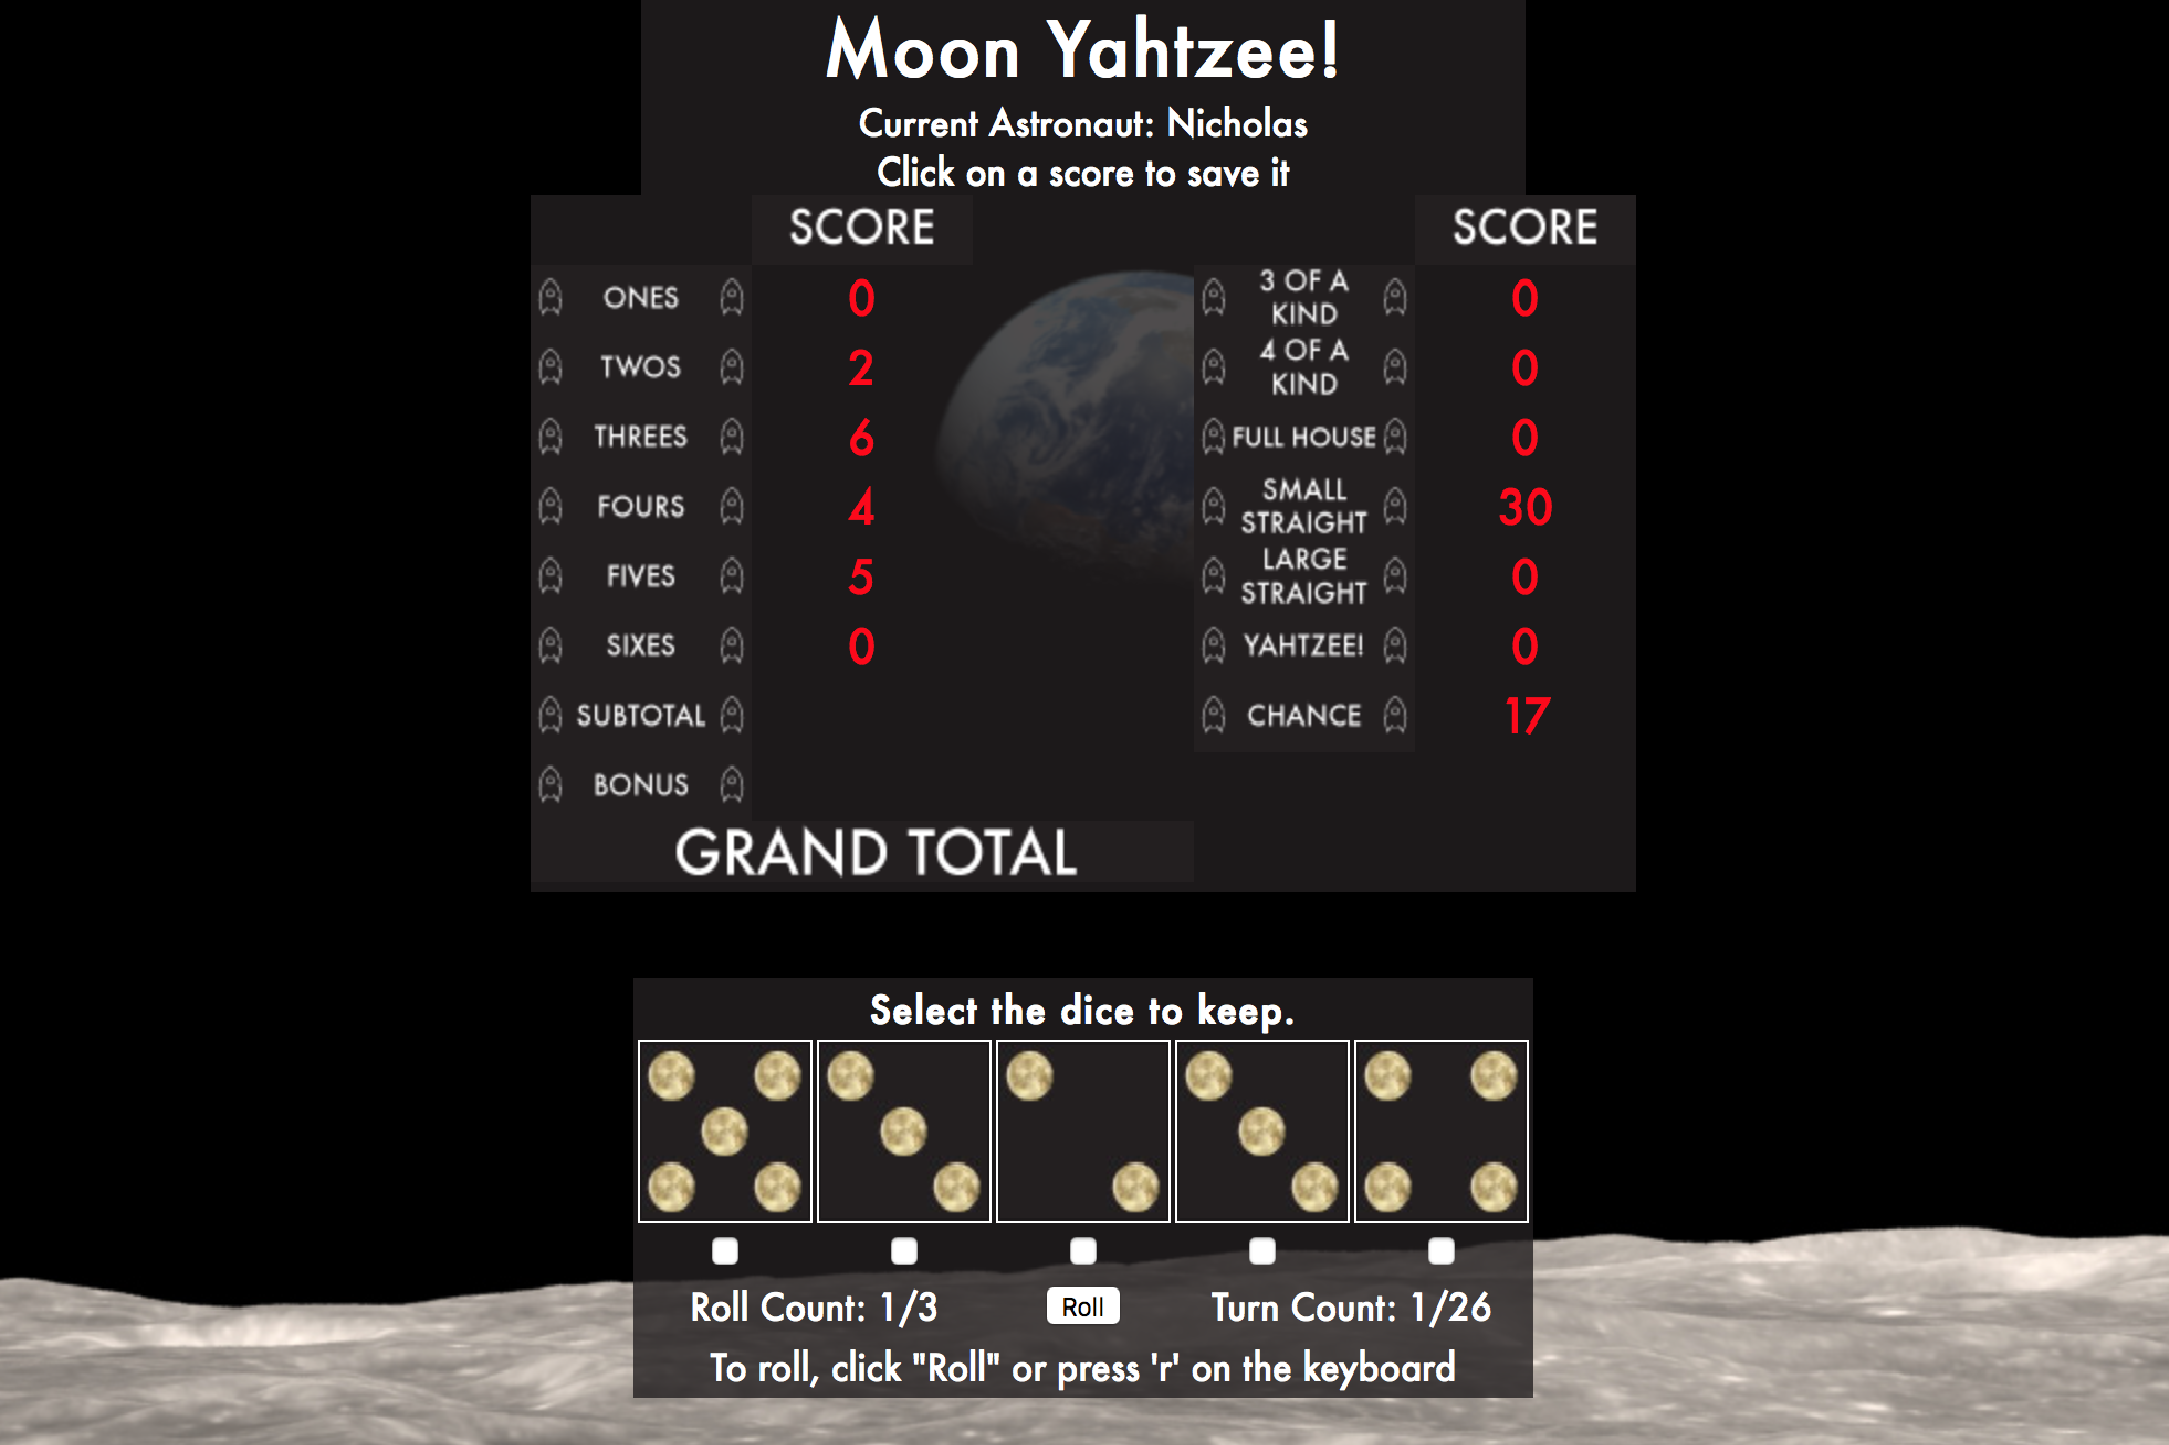 Moon Yahtzee!
Current Astronaut: Nicholas
Click on a score to save it
SCORE
SCORE
ONES 0
3 OF A
KIND 0
TWOS 2
4 OF A
KIND 0
THREES 6
FULL HOUSE 0
FOURS 4
SMALL
STRAIGHT 30
FIVES 5
LARGE
STRAIGHT 0
SIXES 0
YAHTZEE! 0
SUBTOTAL
CHANCE 17
BONUS
GRAND TOTAL
Select the dice to keep.
Roll Count: 1/3 Roll Turn Count: 1/26
To roll, click "Roll" or press 'r' on the keyboard